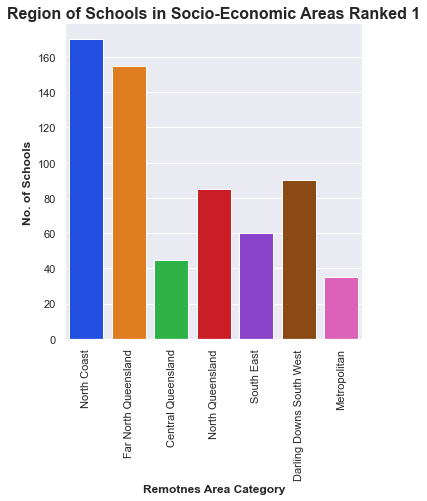 Region of Schools in Socio-Economic Areas Ranked 1
No. of Schools
160
140
120
100
80
60
40
20
0
North Coast
Far North Queensland
Central Queensland
North Queensland
South East
Darling Downs South West
Metropolitan
Remotnes Area Category